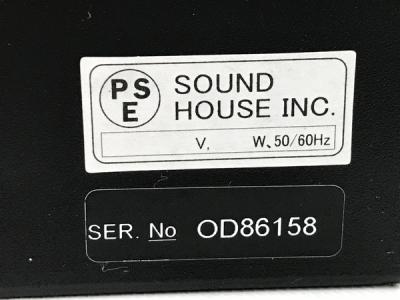 PS
E
SOUND
HOUSE INC.
V, W、50/60Hz
SER. No OD86158